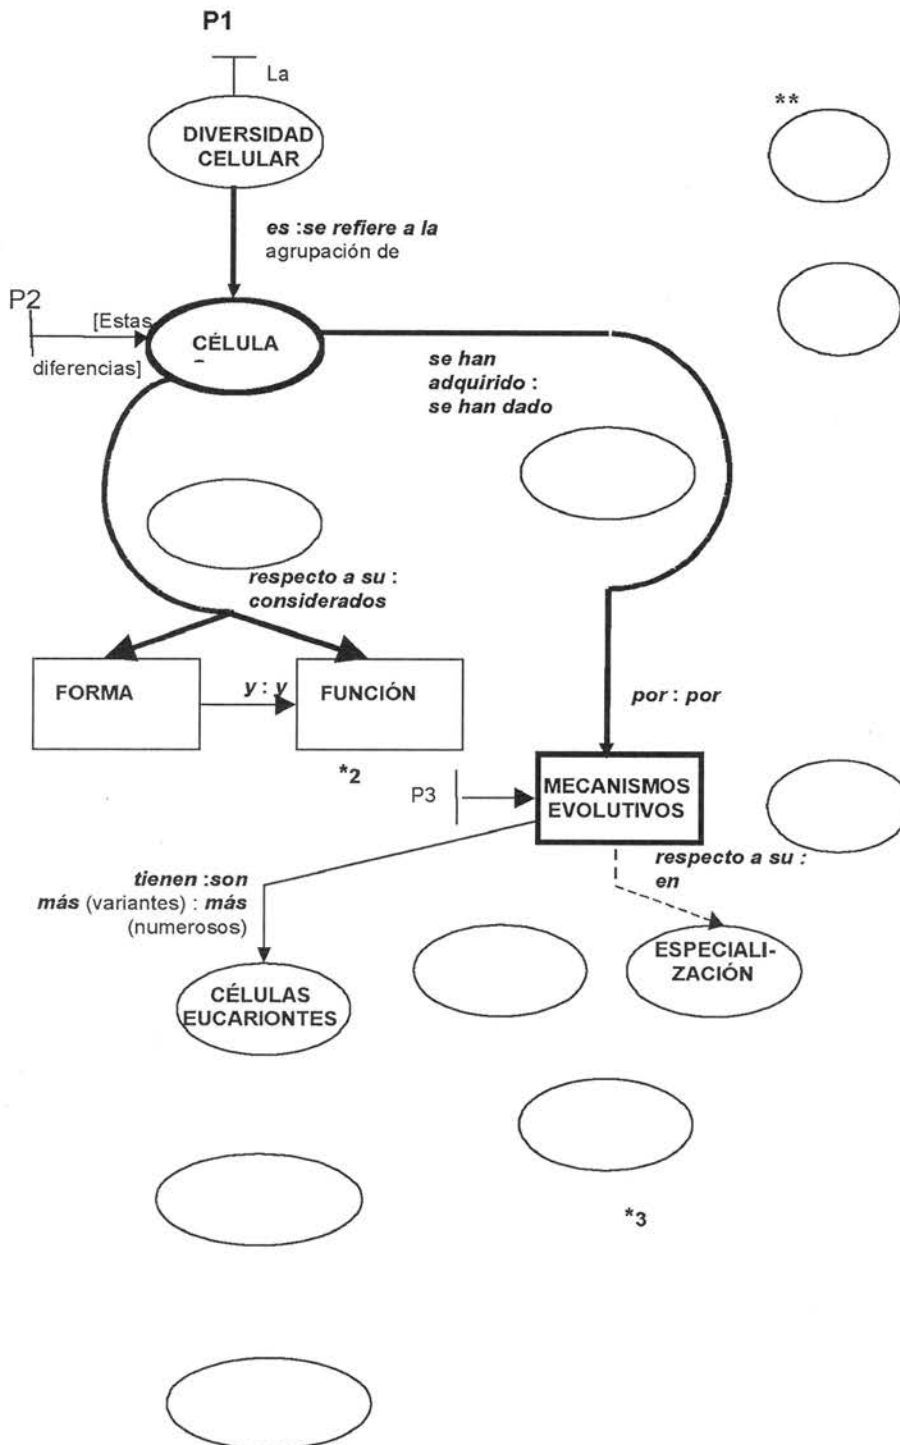 P1
La
**
DIVERSIDAD
CELULAR
es :se refiere a la
agrupación de
P2
[Estas
diferencias]
CÉLULA
se han
adquirido :
se han dado
respecto a su :
considerados
FORMA
y : y
FUNCIÓN
por : por
*2
P3
MECANISMOS
EVOLUTIVOS
respecto a su :
en
tienen :son
más (variantes) : más
(numerosos)
ESPECIALI-
ZACIÓN
CÉLULAS
EUCARIONTES
*3